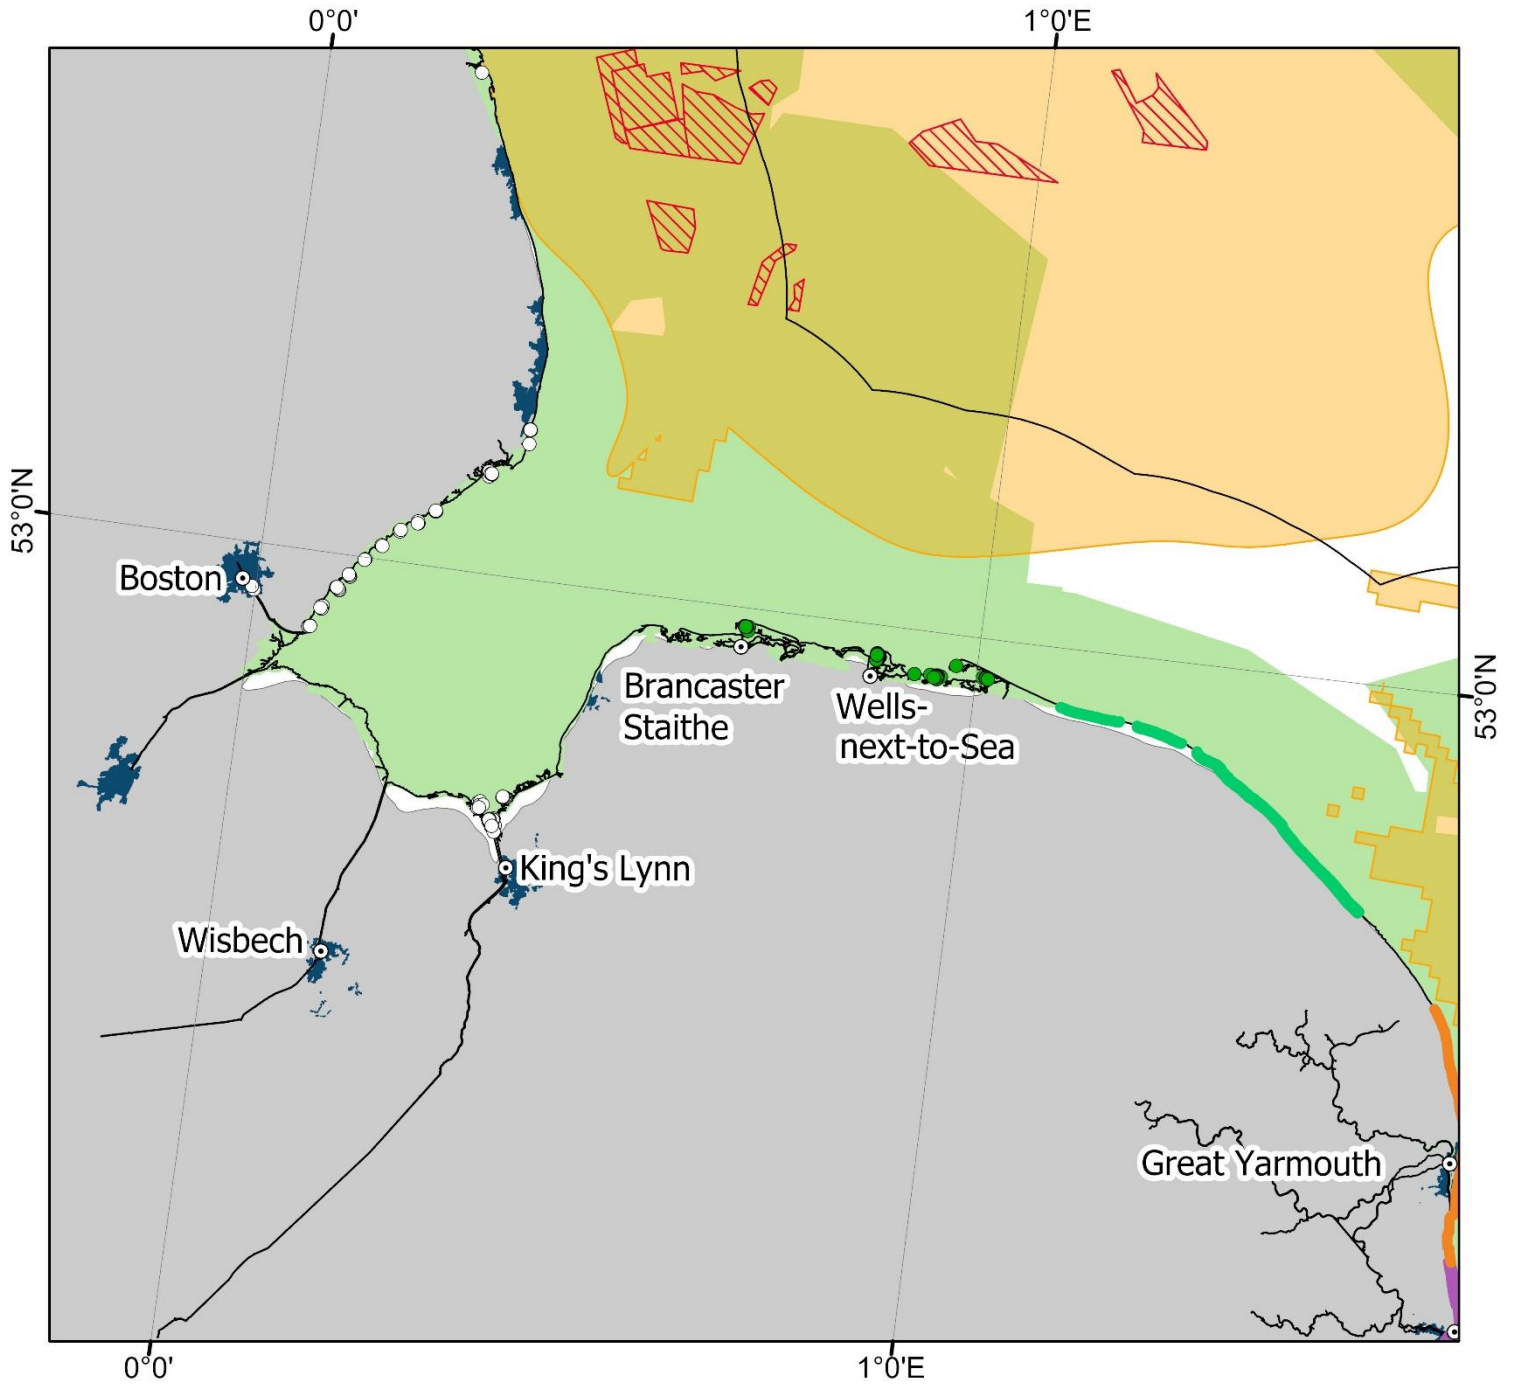 0°0'
1°0'E
53°0'N
Boston
Brancaster
Staithe
Wells-
next-to-Sea
53°0'N
King's Lynn
Wisbech
Great Yarmouth
0°0'
1°0'E